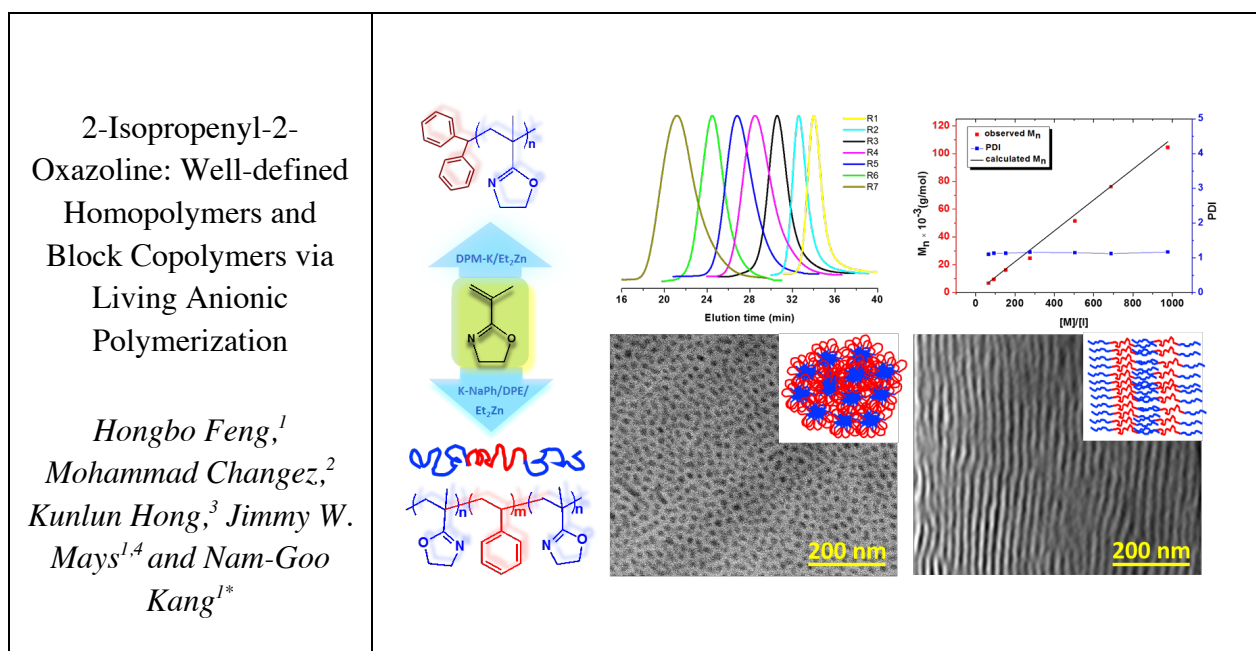 2-Isopropenyl-2-
Oxazoline: Well-defined
Homopolymers and
Block Copolymers via
Living Anionic
Polymerization
Hongbo Feng,¹
Mohammad Changez,²
Kunlun Hong,³ Jimmy W.
Mays¹,⁴ and Nam-Goo
Kang¹*
n
N
O
DPM-K/Et₂Zn
N
O
K-NaPh/DPE/
Et₂Zn
n
m
n
O
N
N
O
R1
R2
R3
R4
R5
R6
R7
16 20 24 28 32 36 40
Elution time (min)
observed Mₙ
PDI
calculated Mₙ
120
100
80
60
40
20
0
Mₙ × 10⁻³(g/mol)
5
4
3
2
1
0
PDI
0 200 400 600 800 1000
[M]/[I]
200 nm
200 nm